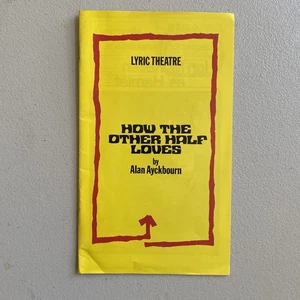 LYRIC THEATRE
HOW THE
OTHER HALF
LOVES
by
Alan Ayckbourn